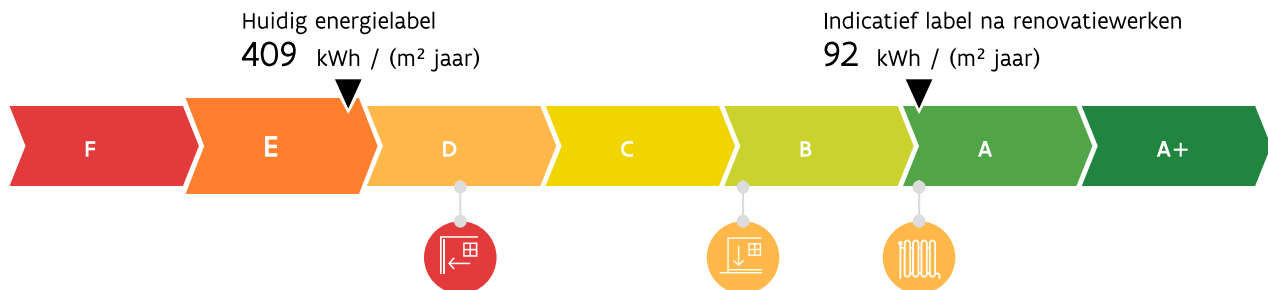 Huidig energielabel
409 kWh / (m² jaar)
Indicatief label na renovatiewerken
92 kWh / (m² jaar)
F E D C B A A+